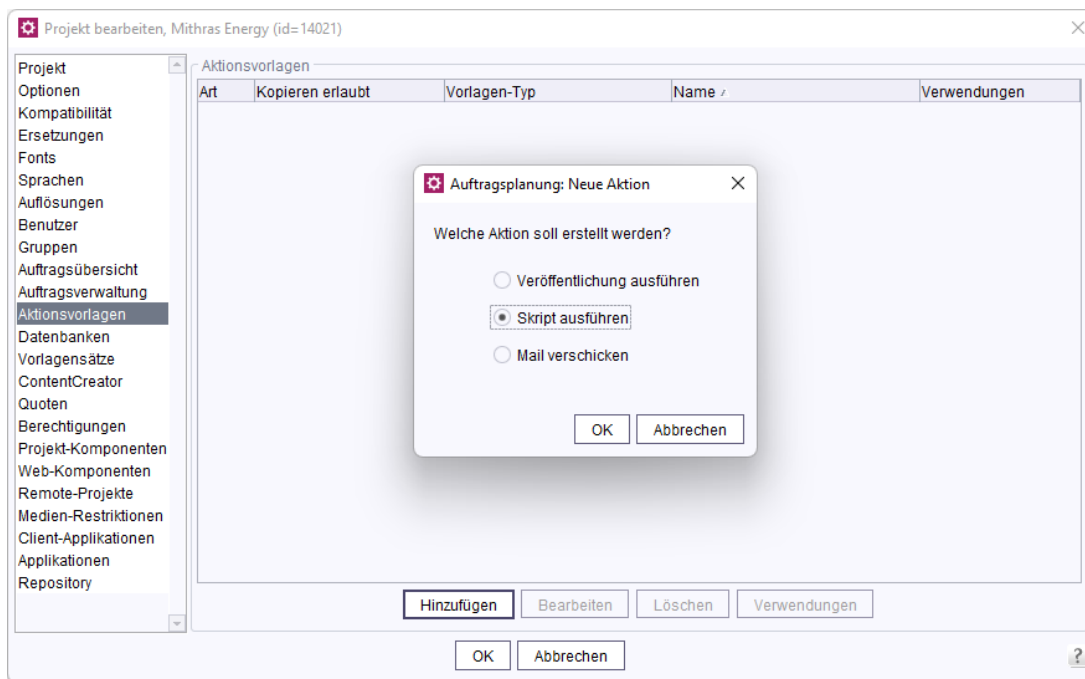 Projekt bearbeiten, Mithras Energy (id=14021)
Projekt
Optionen
Kompatibilität
Ersetzungen
Fonts
Sprachen
Auflösungen
Benutzer
Gruppen
Auftragsübersicht
Auftragsverwaltung
Aktionsvorlagen
Datenbanken
Vorlagensätze
ContentCreator
Quoten
Berechtigungen
Projekt-Komponenten
Web-Komponenten
Remote-Projekte
Medien-Restriktionen
Client-Applikationen
Applikationen
Repository
Aktionsvorlagen
Art Kopieren erlaubt Vorlagen-Typ Name Verwendungen
Auftragsplanung: Neue Aktion
Welche Aktion soll erstellt werden?
Veröffentlichung ausführen
Skript ausführen
Mail verschicken
OK Abbrechen
Hinzufügen Bearbeiten Löschen Verwendungen
OK Abbrechen ?